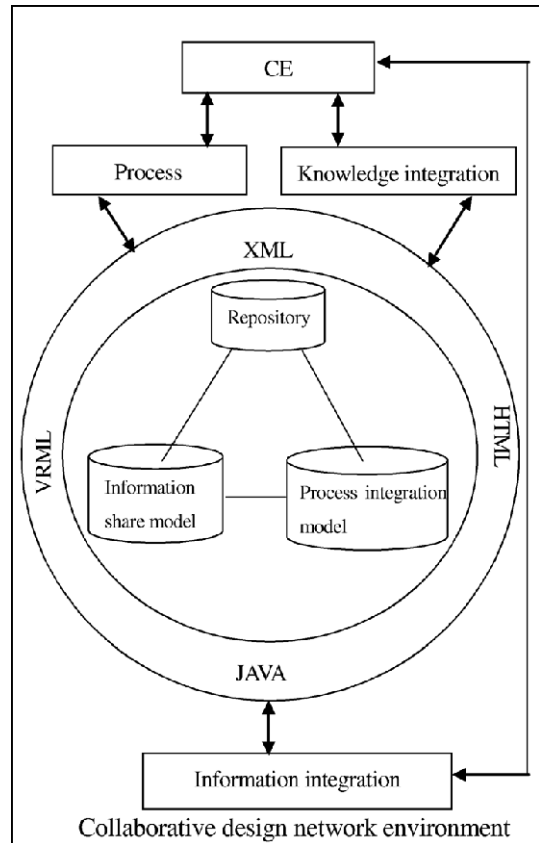 CE
Process
Knowledge integration
XML
Repository
VRML
HTML
Information
share model
Process integration
model
JAVA
Information integration
Collaborative design network environment